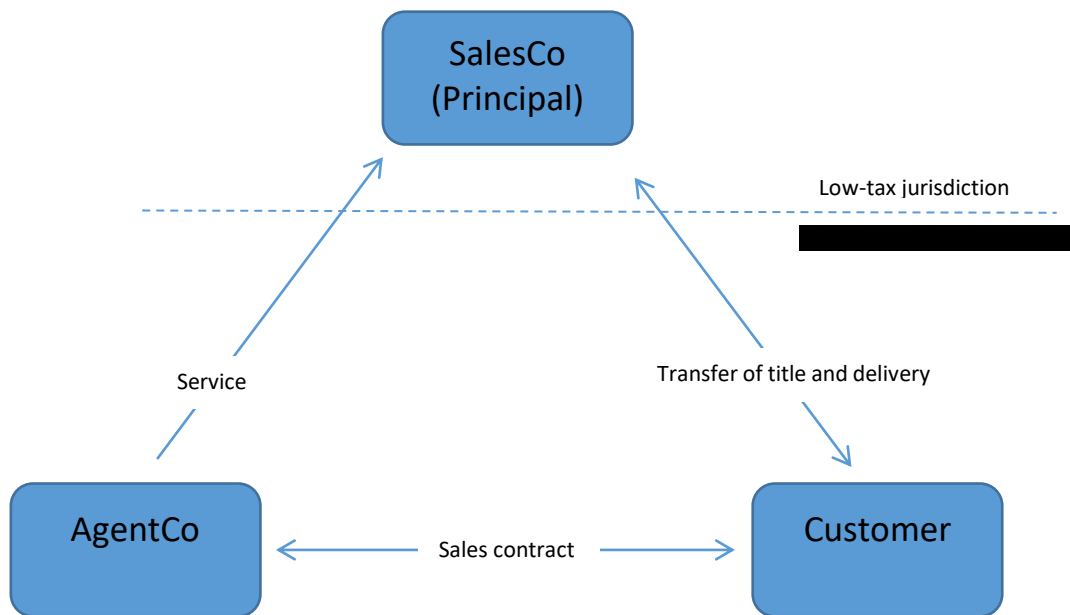 SalesCo
(Principal)
Low-tax jurisdiction
Service
Transfer of title and delivery
AgentCo
Sales contract
Customer